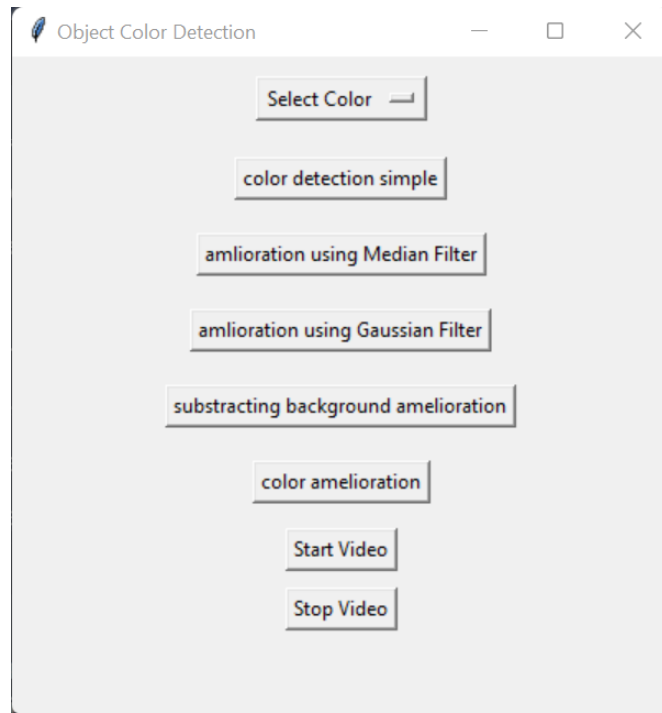 Object Color Detection
Select Color
color detection simple
amlioration using Median Filter
amlioration using Gaussian Filter
substracting background amelioration
color amelioration
Start Video
Stop Video